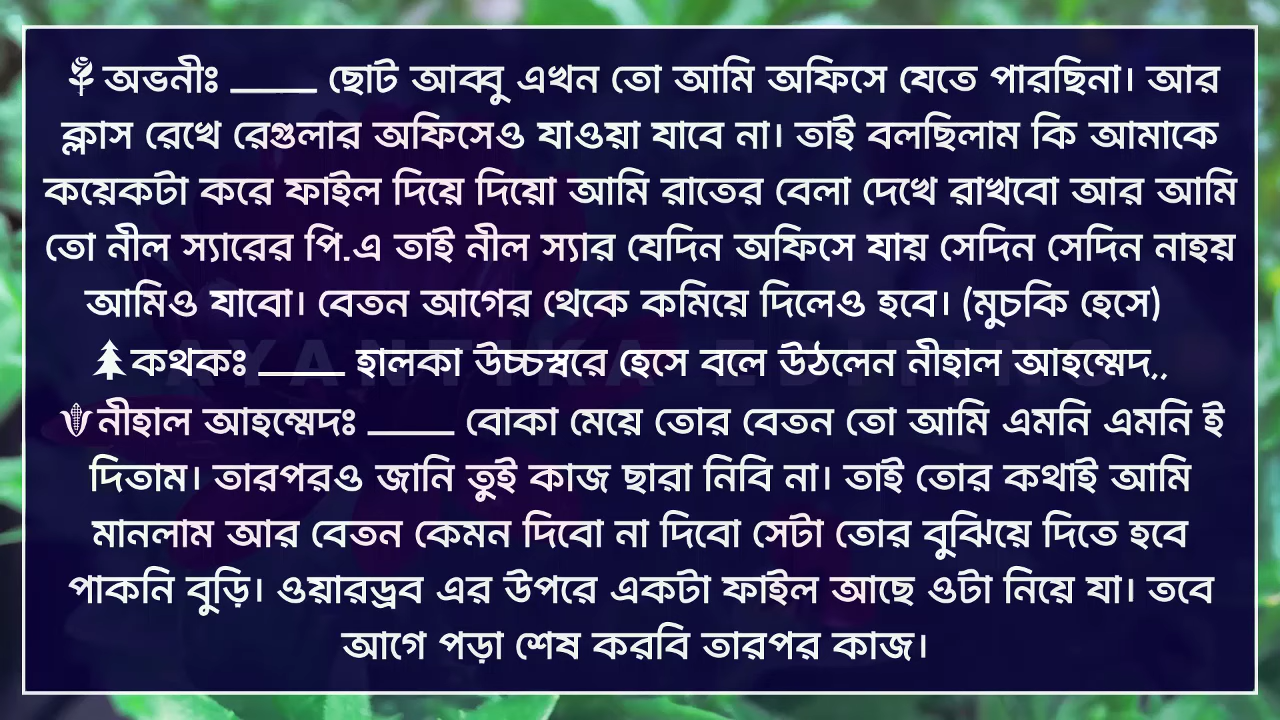 অভনীঃ ____ ছোট আব্বু এখন তো আমি অফিসে যেতে পারছিনা। আর
ক্লাস রেখে রেগুলার অফিসেও যাওয়া যাবে না। তাই বলছিলাম কি আমাকে
কয়েকটা করে ফাইল দিয়ে দিয়ো আমি রাতের বেলা দেখে রাখবো আর আমি
তো নীল স্যারের পি.এ তাই নীল স্যার যেদিন অফিসে যায় সেদিন সেদিন নাহয়
আমিও যাবো। বেতন আগের থেকে কমিয়ে দিলেও হবে। (মুচকি হেসে)
কথকঃ ____ হালকা উচ্চস্বরে হেসে বলে উঠলেন নীহাল আহম্মেদ,,
নীহাল আহম্মেদঃ ____ বোকা মেয়ে তোর বেতন তো আমি এমনি এমনি ই
দিতাম। তারপরও জানি তুই কাজ ছারা নিবি না। তাই তোর কথাই আমি
মানলাম আর বেতন কেমন দিবো না দিবো সেটা তোর বুঝিয়ে দিতে হবে
পাকনি বুড়ি। ওয়ারড্রব এর উপরে একটা ফাইল আছে ওটা নিয়ে যা। তবে
আগে পড়া শেষ করবি তারপর কাজ।